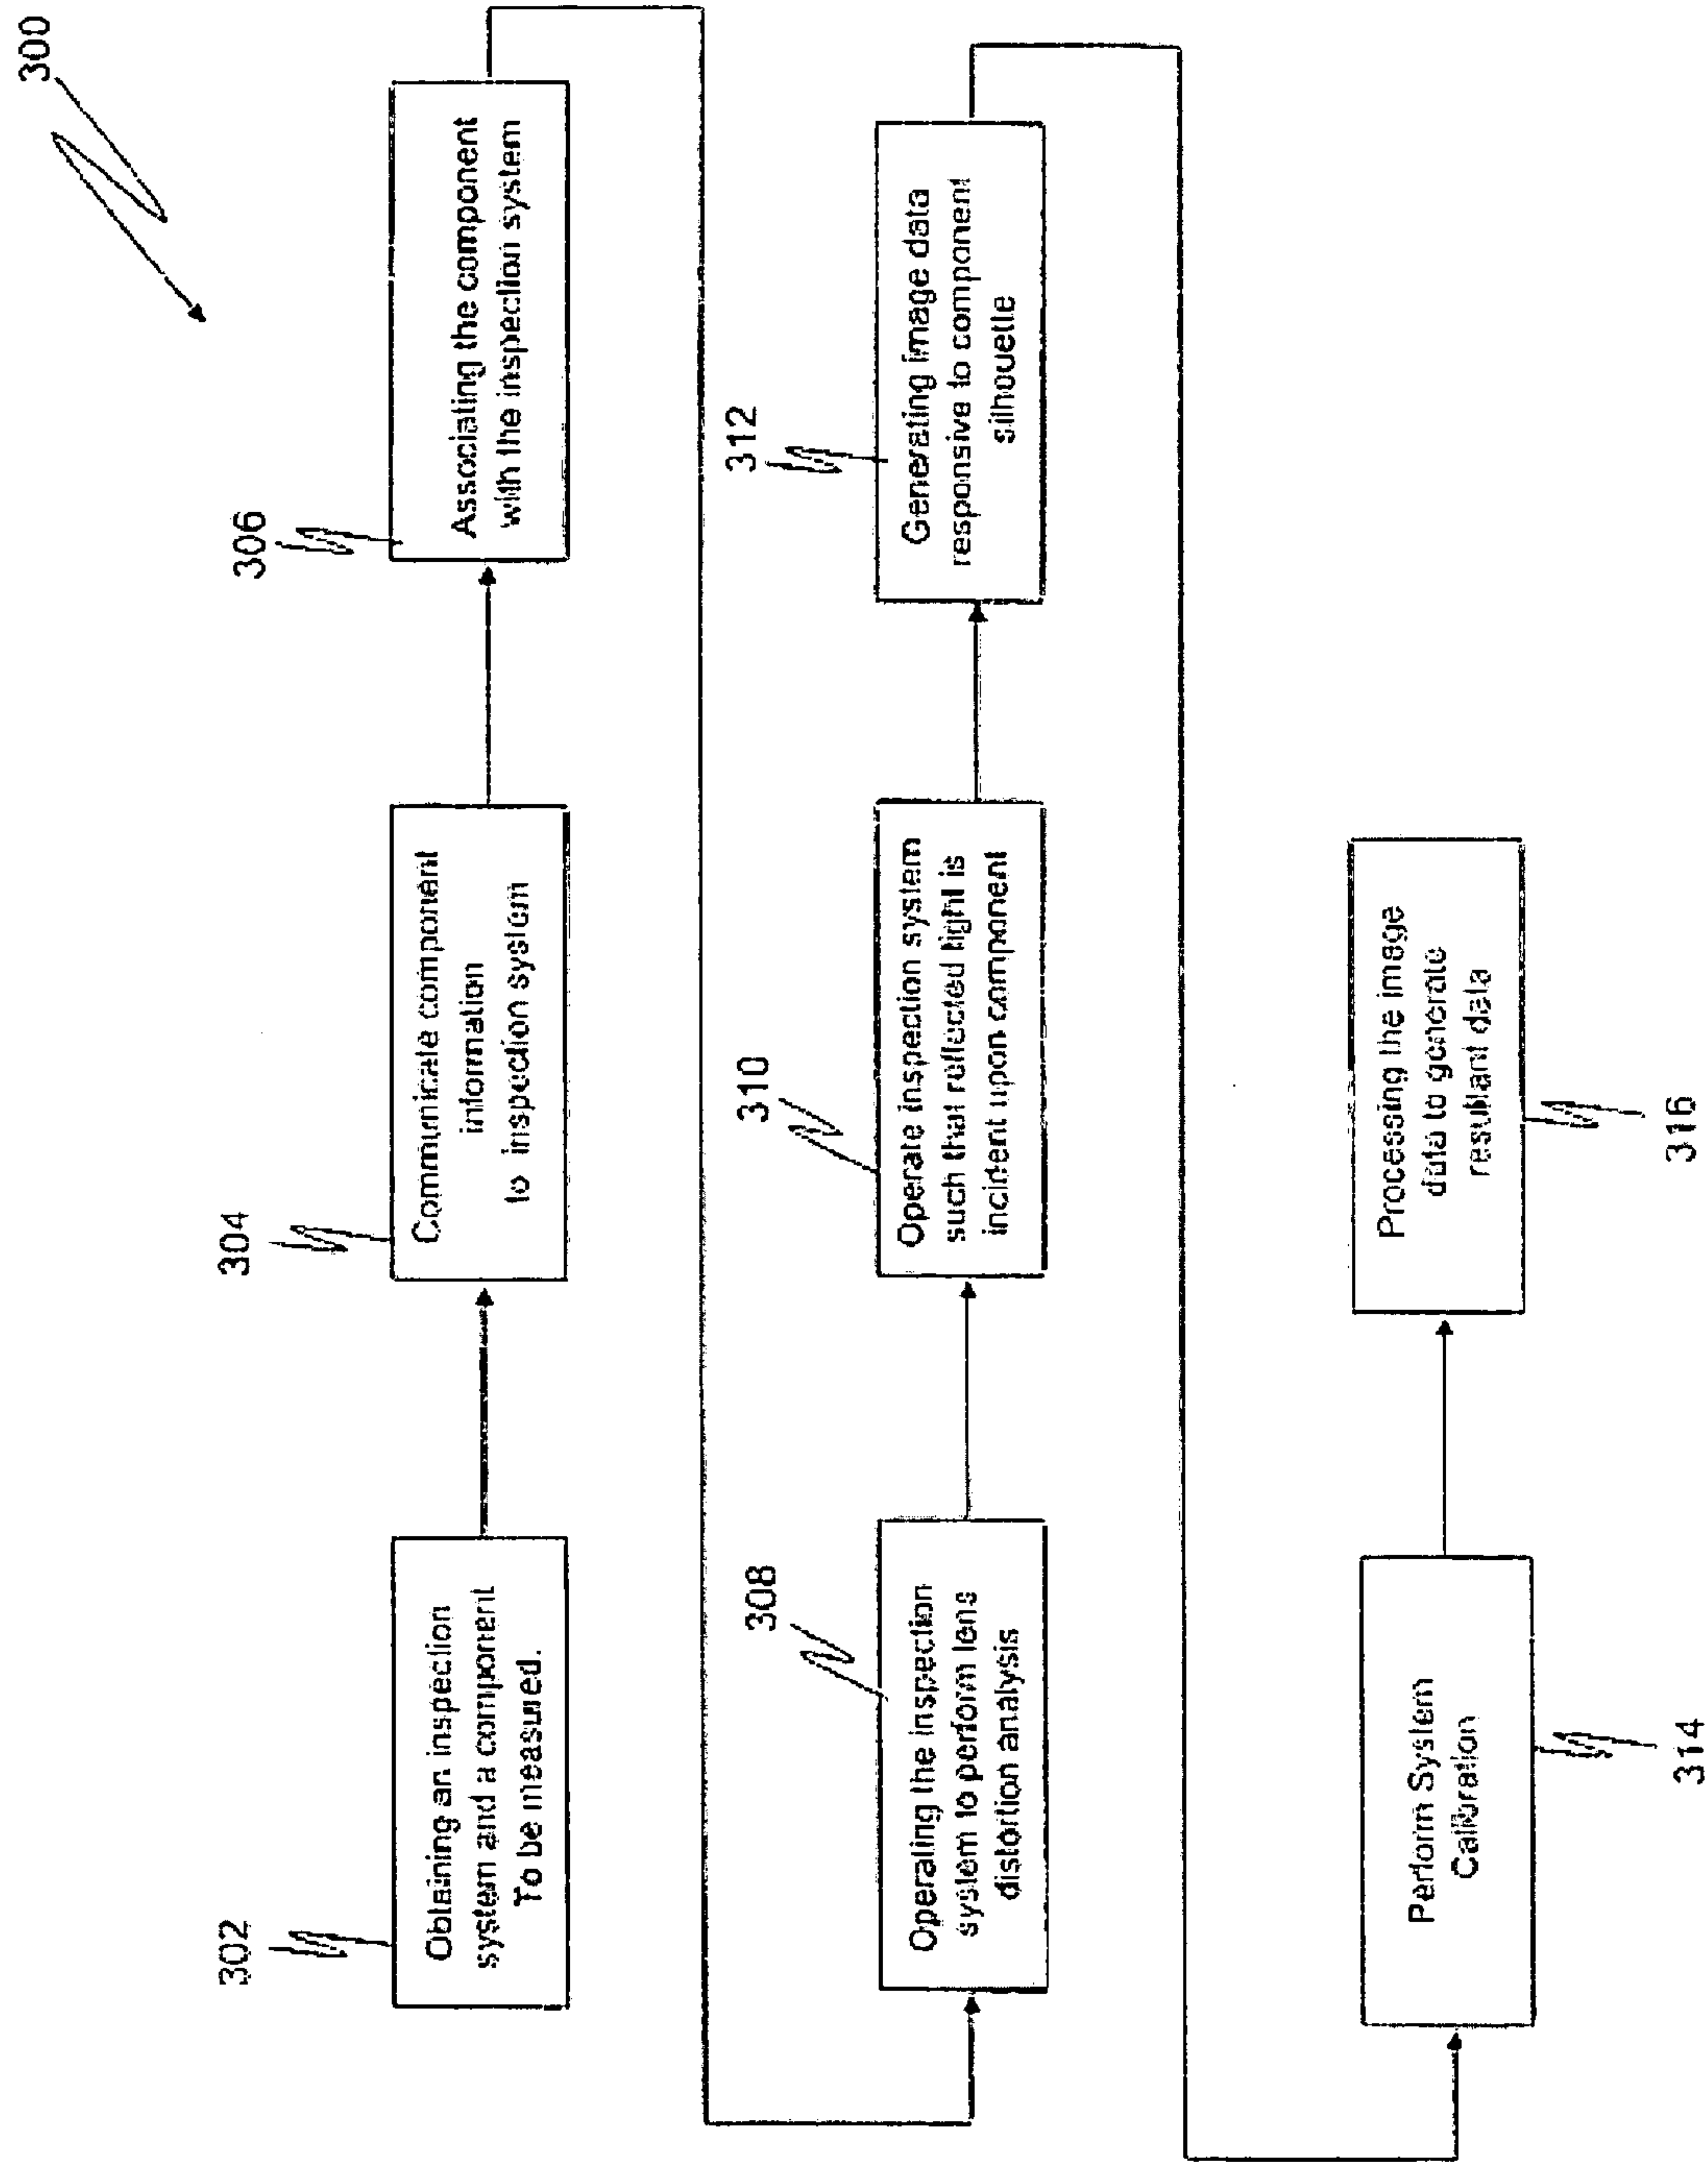 300
302
Obtaining an inspection
system and a component
To be measured.
304
Communicate component
information
to inspection system
306
Associating the component
with the inspection system
308
Operating the inspection
system to perform lens
distortion analysis
310
Operate inspection system
such that reflected light is
incident upon component
312
Generating image data
responsive to component
silhouette
314
Perform System
Calibration
316
Processing the image
data to generate
resultant data